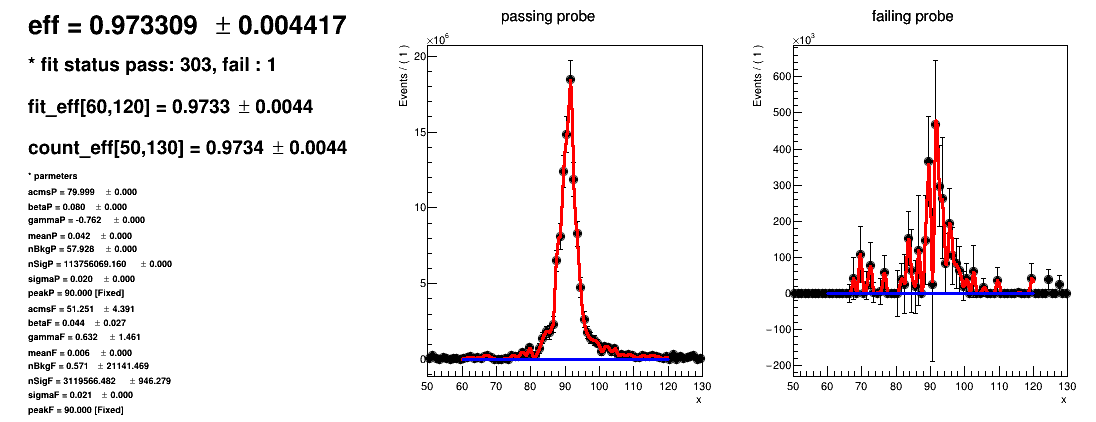 eff = 0.973309 ± 0.004417
* fit status pass: 303, fail : 1
fit_eff[60,120] = 0.9733 ± 0.0044
count_eff[50,130] = 0.9734 ± 0.0044
* parmeters
acmsP = 79.999 ± 0.000
betaP = 0.080 ± 0.000
gammaP = -0.762 ± 0.000
meanP = 0.042 ± 0.000
nBkgP = 57.928 ± 0.000
nSigP = 113756069.160 ± 0.000
sigmaP = 0.020 ± 0.000
peakP = 90.000 [Fixed]
acmsF = 51.251 ± 4.391
betaF = 0.044 ± 0.027
gammaF = 0.632 ± 1.461
meanF = 0.006 ± 0.000
nBkgF = 0.571 ± 21141.469
nSigF = 3119566.482 ± 946.279
sigmaF = 0.021 ± 0.000
peakF = 90.000 [Fixed]
passing probe
×10⁶
Events / ( 1 )
20
15
10
5
0
50 60 70 80 90 100 110 120 130
x
failing probe
×10³
Events / ( 1 )
600
500
400
300
200
100
0
−100
−200
50 60 70 80 90 100 110 120 130
x